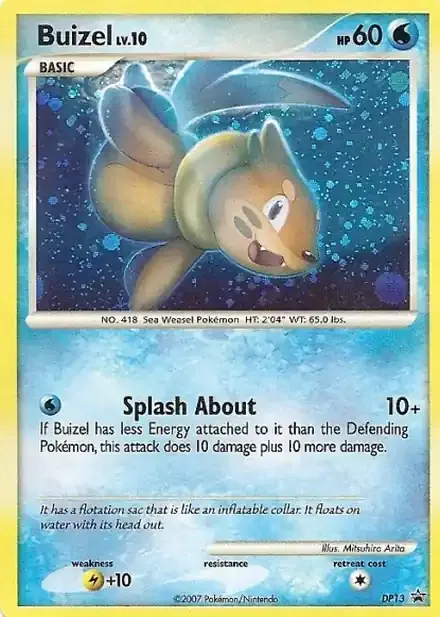 Buizel LV.10 HP 60
BASIC
NO. 418 Sea Weasel Pokémon HT: 2'04" WT: 65.0 lbs.
Splash About 10+
If Buizel has less Energy attached to it than the Defending
Pokémon, this attack does 10 damage plus 10 more damage.
It has a flotation sac that is like an inflatable collar. It floats on
water with its head out.
Illus. Mitsuhiro Arita
weakness resistance retreat cost
+10
©2007 Pokémon/Nintendo DP13